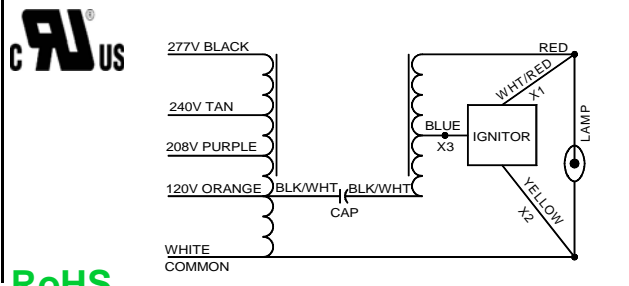 c RU US ®
277V BLACK
240V TAN
208V PURPLE
120V ORANGE
WHITE
COMMON
BLK/WHT
BLK/WHT
CAP
BLUE
X3
IGNITOR
RED
WHT/RED
X1
YELLOW
X2
LAMP
RoHS